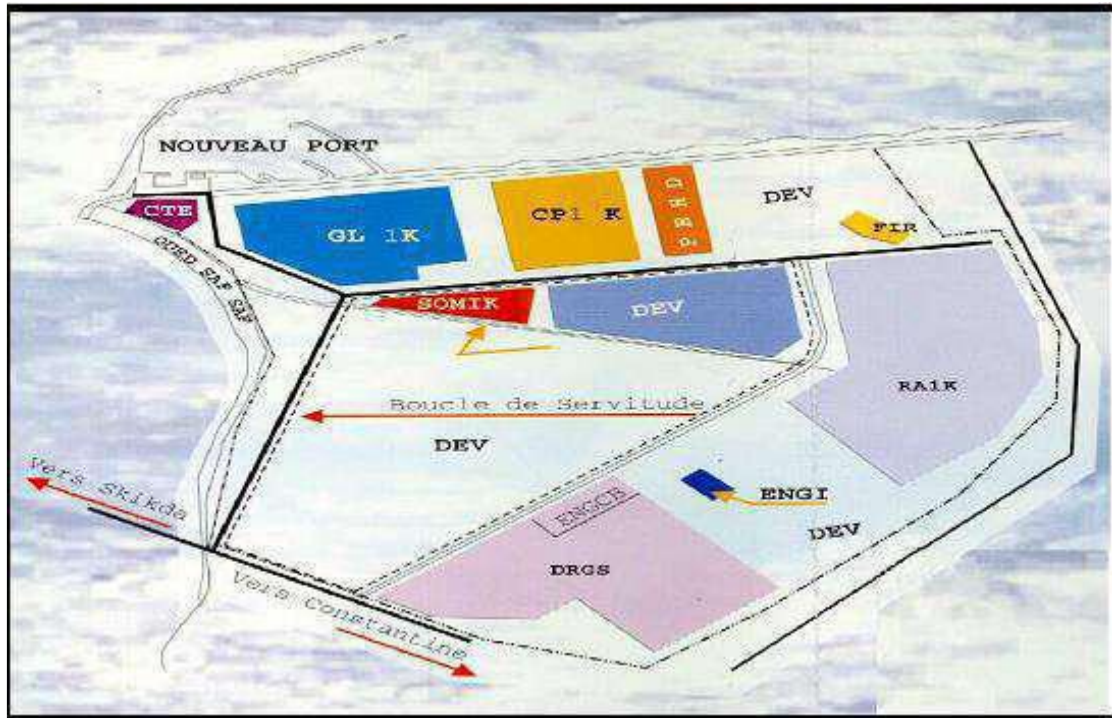 NOUVEAU PORT
CTE
GL 1K
CP1 K
DEV
FIR
OUED SAF SAF
SOMIK
DEV
RA1K
Boucle de Servitude
DEV
Vers Skikda
ENGI
ENGCB
DEV
DRGS
Vers Constantine